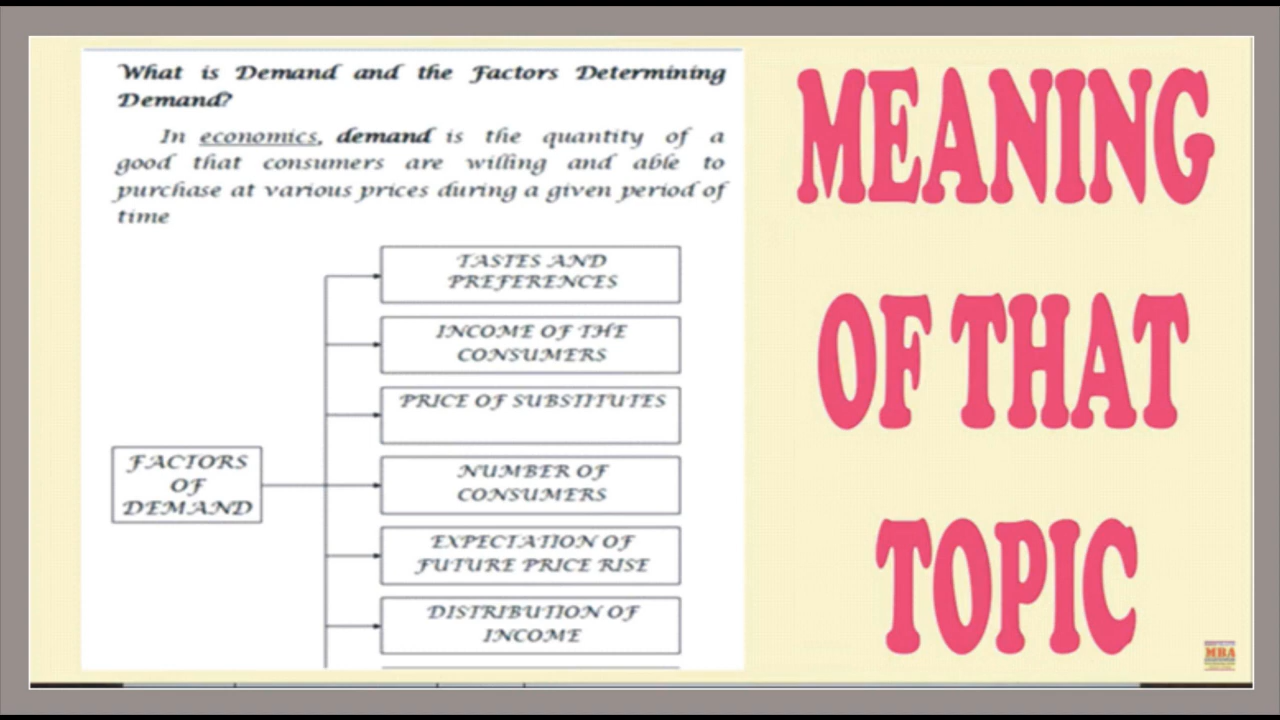 What is Demand and the Factors Determining
Demand?
In economics, demand is the quantity of a
good that consumers are willing and able to
purchase at various prices during a given period of
time
FACTORS
OF
DEMAND
TASTES AND
PREFERENCES
INCOME OF THE
CONSUMERS
PRICE OF SUBSTITUTES
NUMBER OF
CONSUMERS
EXPECTATION OF
FUTURE PRICE RISE
DISTRIBUTION OF
INCOME
MEANING
OF THAT
TOPIC
MBA